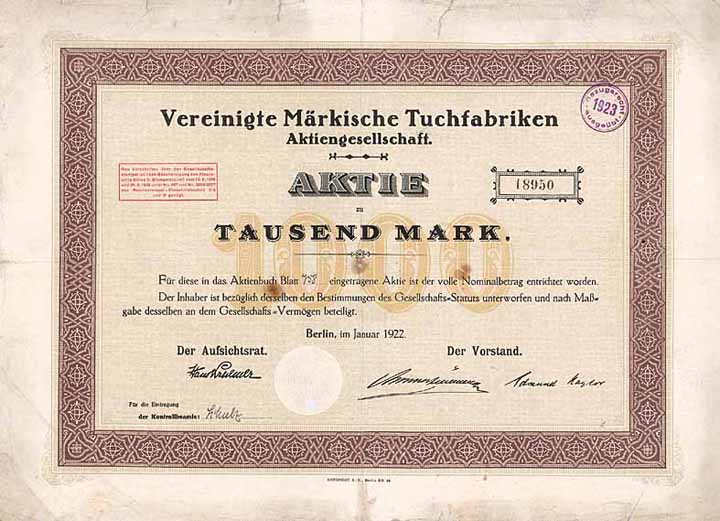 Vereinigte Märkische Tuchfabriken
Aktiengesellschaft.
1923
AKTIE
18950
zu
1000
TAUSEND MARK.
Für diese in das Aktienbuch Blatt 758 eingetragene Aktie ist der volle Nominalbetrag entrichtet worden.
Der Inhaber ist bezüglich derselben den Bestimmungen des Gesellschafts=Statuts unterworfen und nach Maß=
gabe desselben an dem Gesellschafts=Vermögen beteiligt.
Berlin, im Januar 1922.
Der Aufsichtsrat. Der Vorstand.
Für die Eintragung
der Kontrollbeamte: Schulz